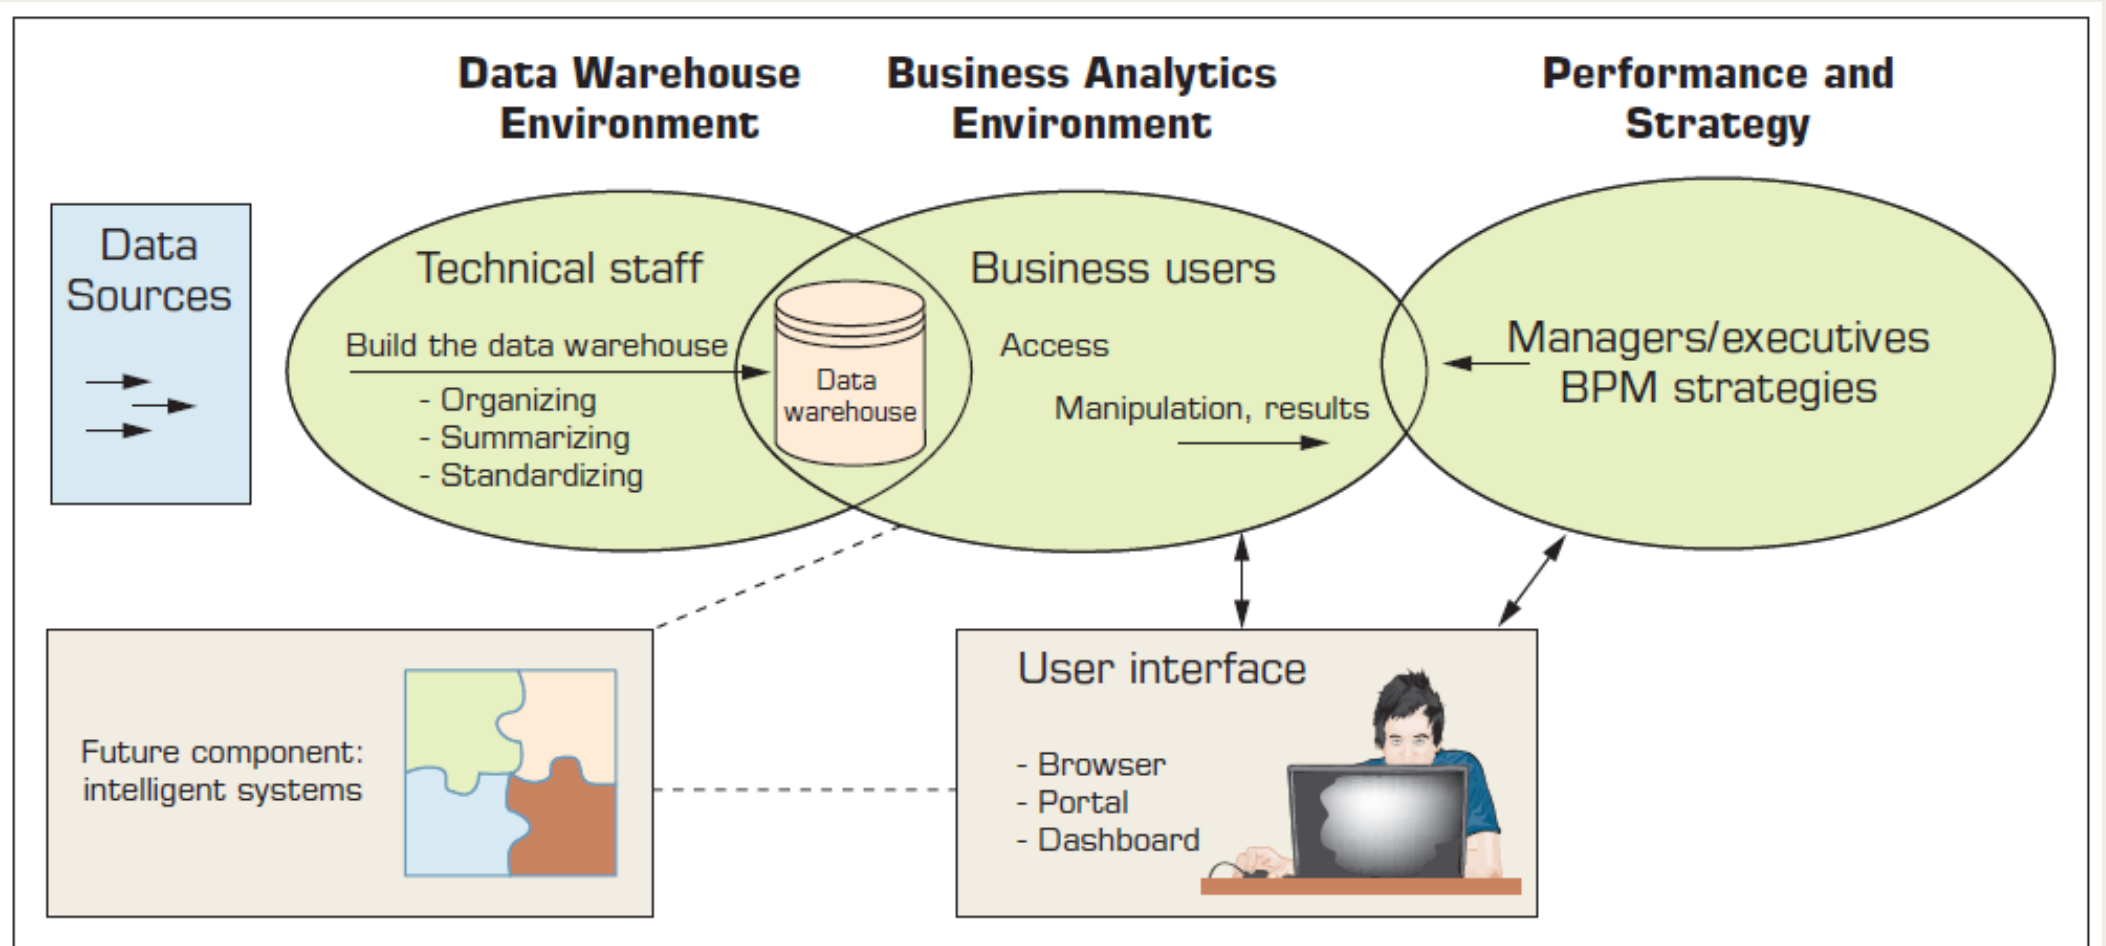 Data Warehouse
Environment
Business Analytics
Environment
Performance and
Strategy
Data
Sources
Technical staff
Build the data warehouse
- Organizing
- Summarizing
- Standardizing
Data
warehouse
Business users
Access
Manipulation, results
Managers/executives
BPM strategies
Future component:
intelligent systems
User interface
- Browser
- Portal
- Dashboard